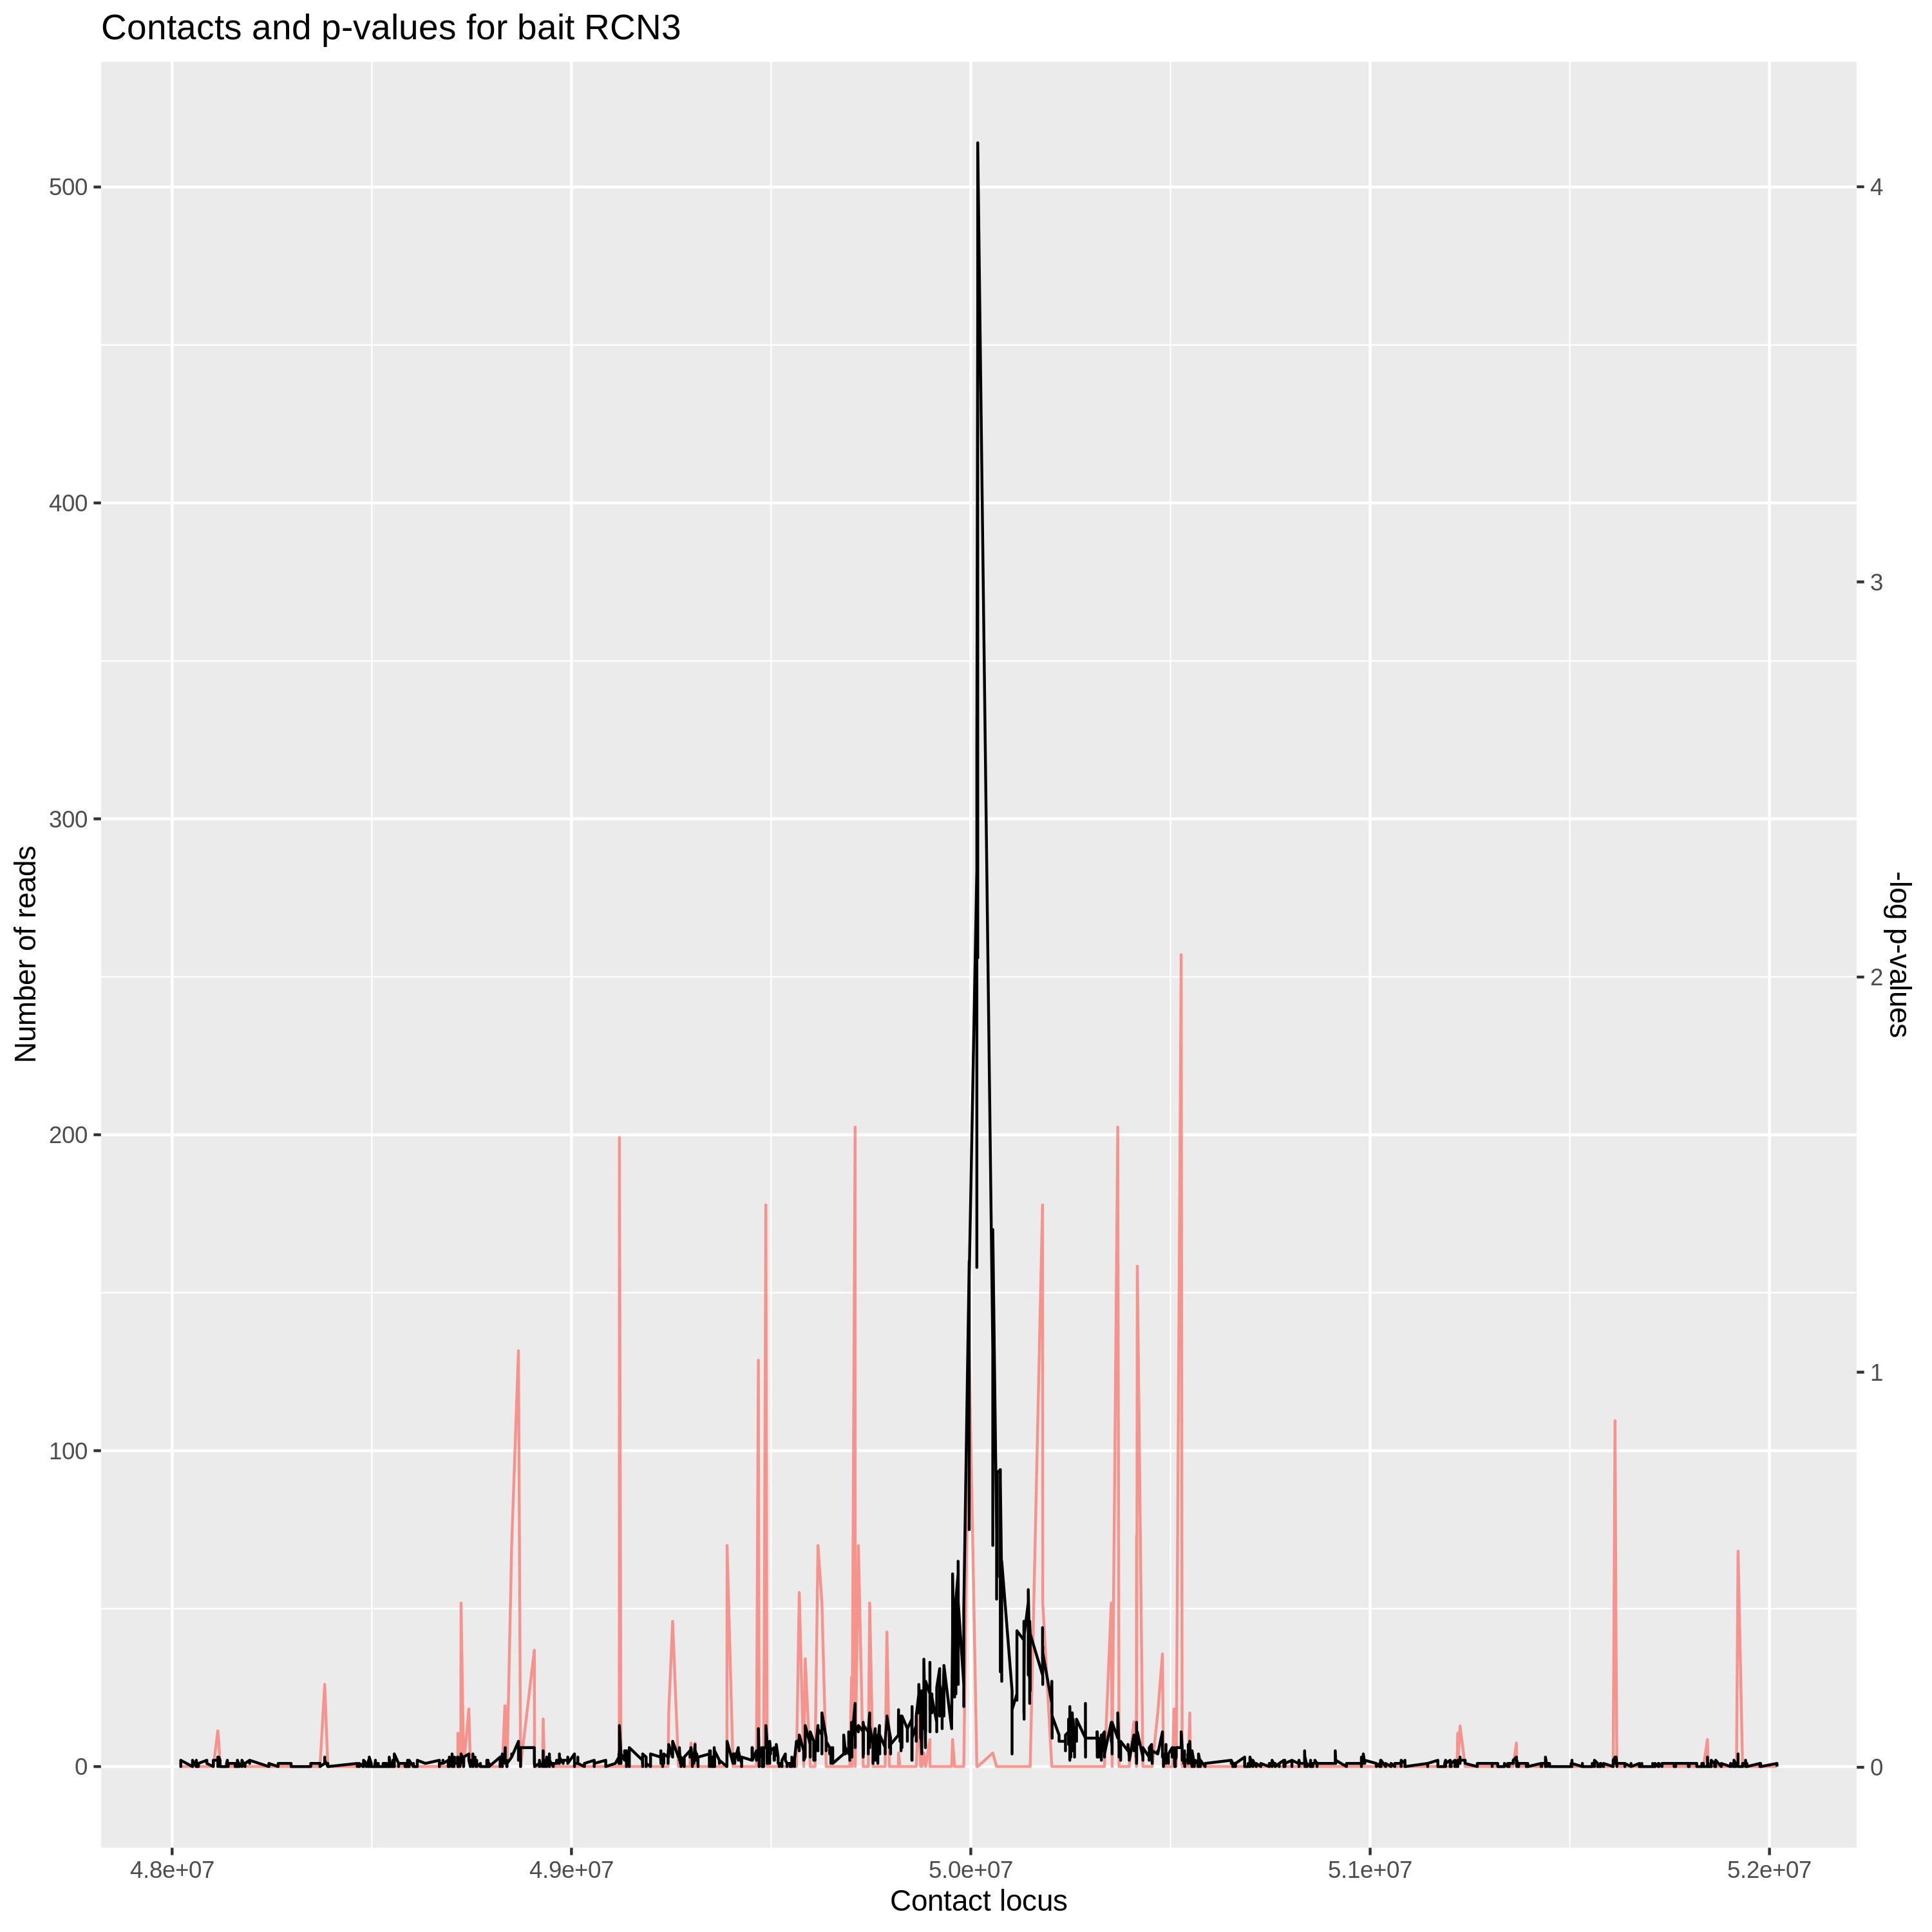 Contacts and p-values for bait RCN3
Number of reads
500
400
300
200
100
0
4
3
2
1
0
-log p-values
4.8e+07
4.9e+07
5.0e+07
5.1e+07
5.2e+07
Contact locus